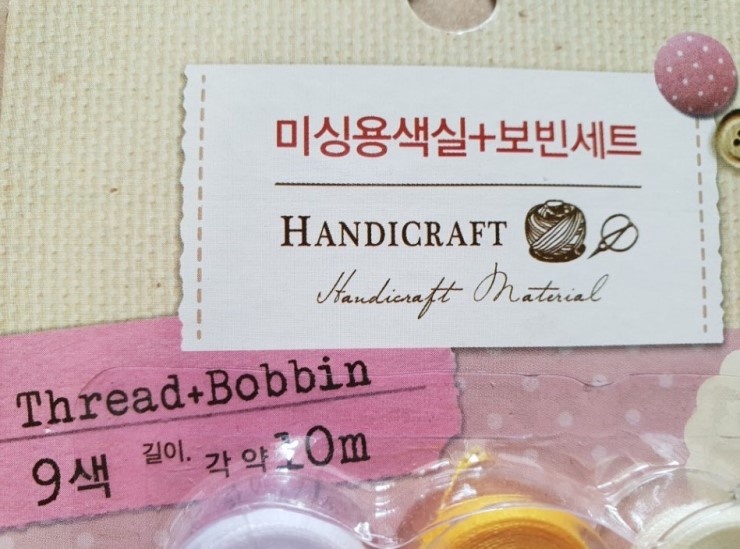 미싱용색실+보빈세트
HANDICRAFT
Handicraft Material
Thread+Bobbin
9색 길이. 각 약 10m